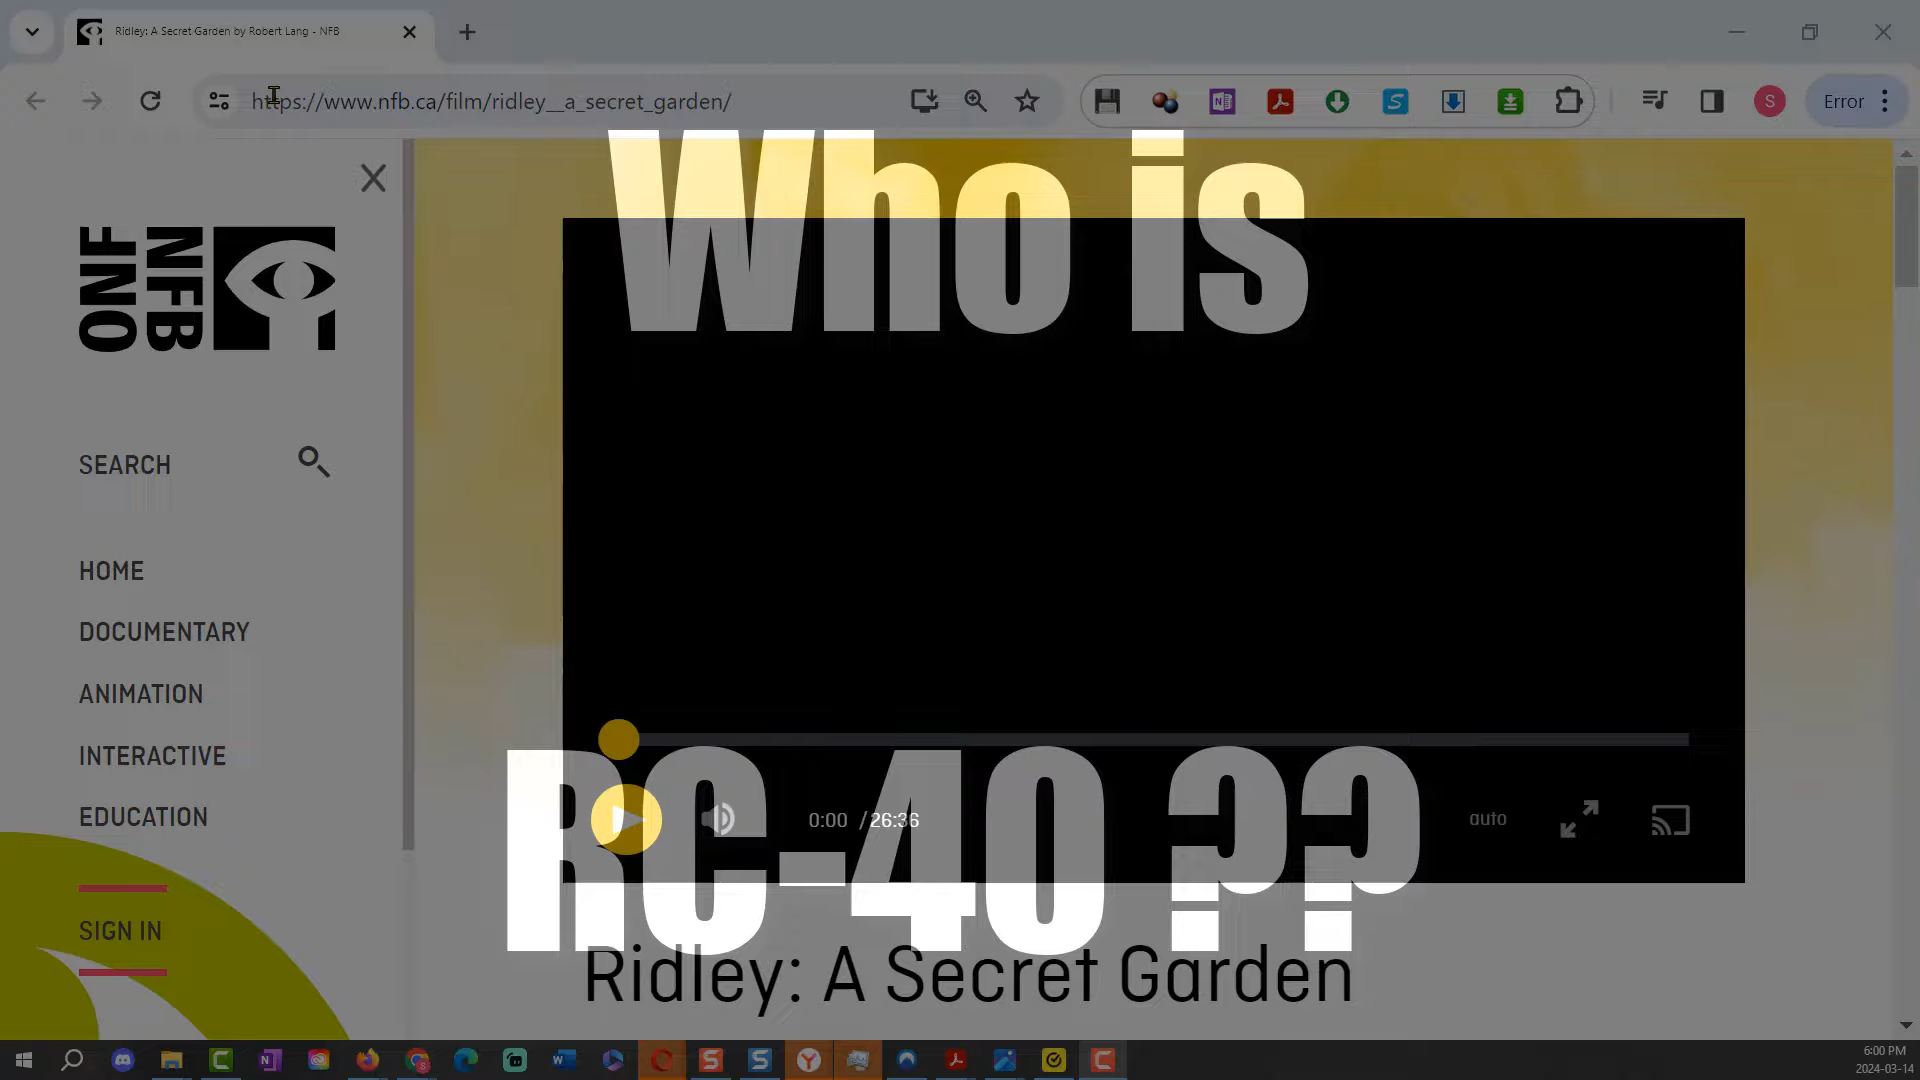 Ridley: A Secret Garden by Robert Lang - NFB
https://www.nfb.ca/film/ridley__a_secret_garden/
Error
Who is
ONF
NFB
SEARCH
HOME
DOCUMENTARY
ANIMATION
INTERACTIVE
EDUCATION
SIGN IN
RC-40 ??
0:00 / 26:36
auto
Ridley: A Secret Garden
6:00 PM
2024-03-14